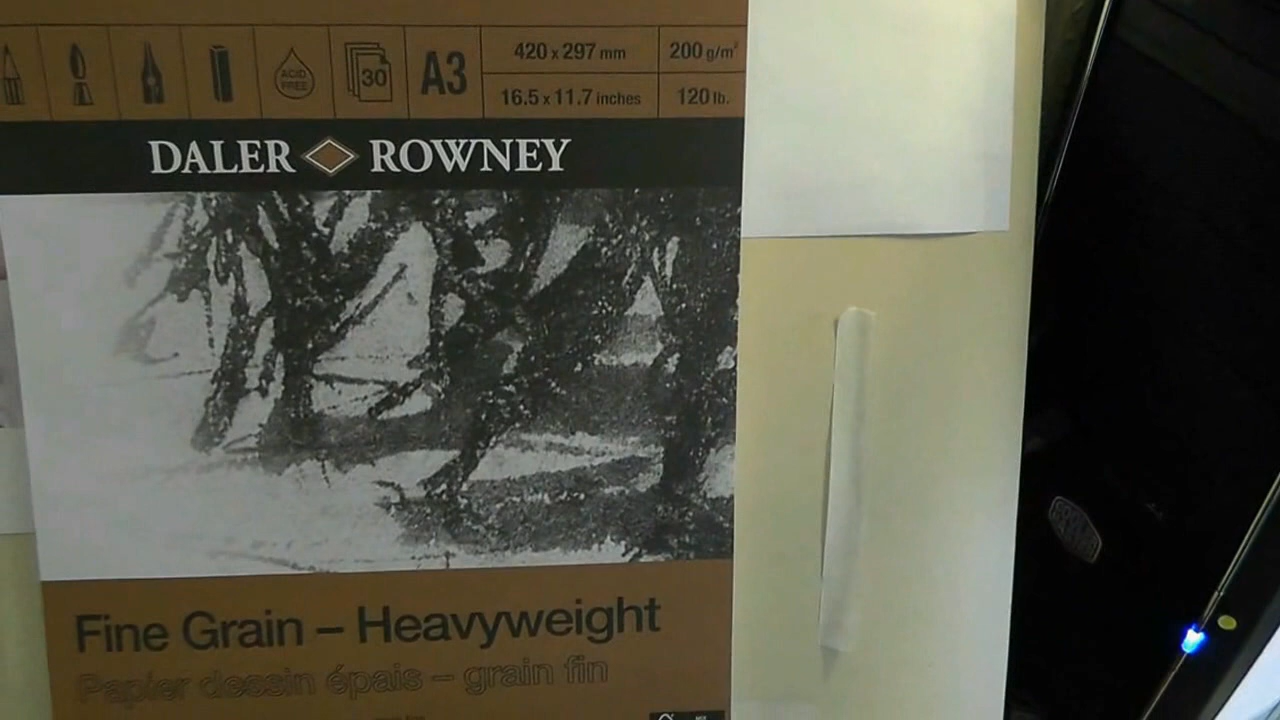 ACID
FREE
30
A3
420 x 297 mm
200 g/m²
16.5 x 11.7 inches
120 lb.
DALER ROWNEY
Fine Grain – Heavyweight
Papier dessin épais – grain fin